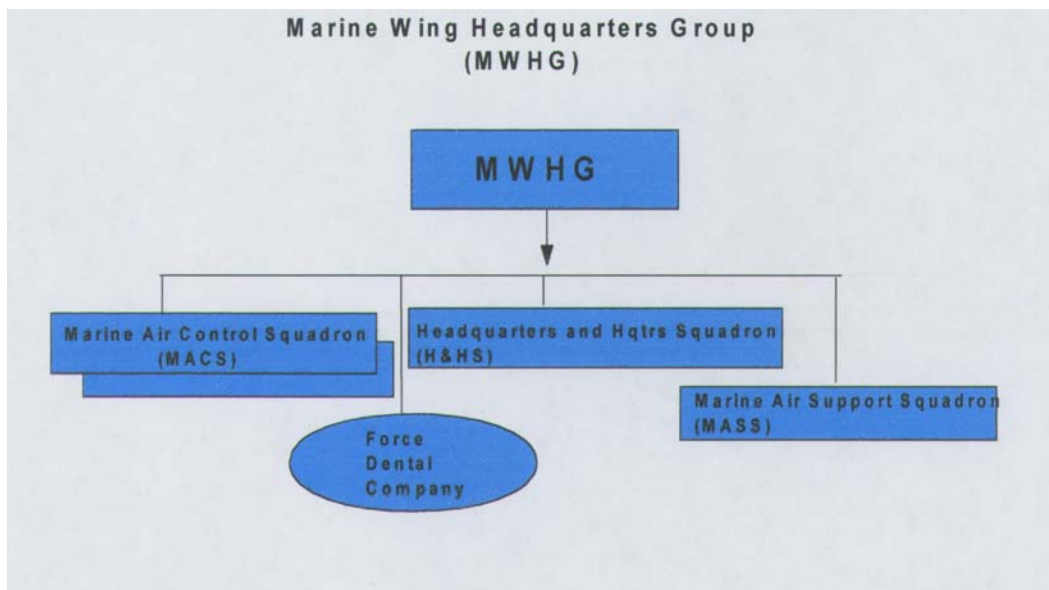 Marine Wing Headquarters Group
(MWHG)
MWHG
Marine Air Control Squadron
(MACS)
Headquarters and Hqtrs Squadron
(H&HS)
Marine Air Support Squadron
(MASS)
Force
Dental
Company